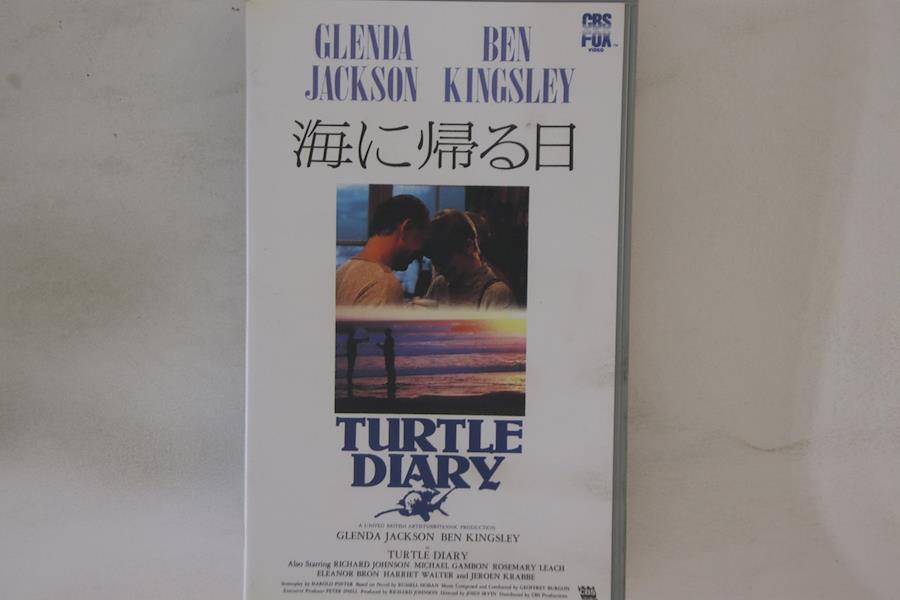 CBS
FOX
VIDEO
GLENDA BEN
JACKSON KINGSLEY
海に帰る日
TURTLE
DIARY
A UNITED BRITISH ARTISTS/BRITANNIC PRODUCTION
GLENDA JACKSON BEN KINGSLEY
in
TURTLE DIARY
Also Starring RICHARD JOHNSON MICHAEL GAMBON ROSEMARY LEACH
ELEANOR BRON HARRIET WALTER and JEROEN KRABBE
Screenplay by HAROLD PINTER Based on Novel by RUSSELL HOBAN Music Composed and Conducted by GEOFFREY BURGON
Executive Producer PETER SNELL Produced by RICHARD JOHNSON Directed by JOHN IRVIN Distributed by CBS Productions
CBS